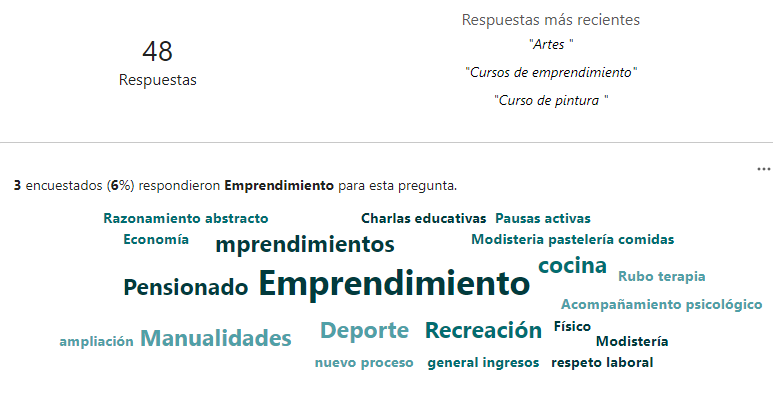 48
Respuestas
Respuestas más recientes
"Artes "
"Cursos de emprendimiento"
"Curso de pintura "
...
3 encuestados (6%) respondieron Emprendimiento para esta pregunta.
Razonamiento abstracto
Charlas educativas
Pausas activas
Economía
mprendimientos
Modisteria pastelería comidas
cocina
Rubo terapia
Pensionado
Emprendimiento
Acompañamiento psicológico
Manualidades
Deporte
Recreación
Físico
ampliación
Modistería
nuevo proceso
general ingresos
respeto laboral